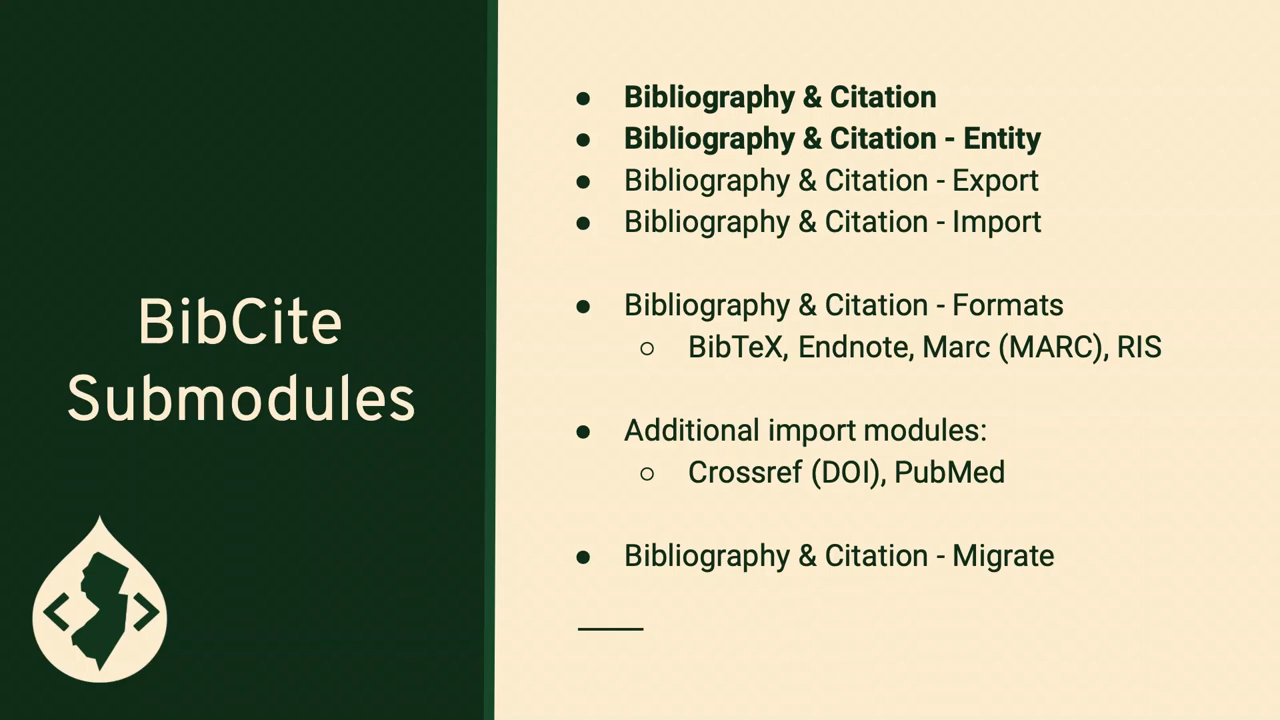 BibCite
Submodules
● Bibliography & Citation
● Bibliography & Citation - Entity
● Bibliography & Citation - Export
● Bibliography & Citation - Import
● Bibliography & Citation - Formats
○ BibTeX, Endnote, Marc (MARC), RIS
● Additional import modules:
○ Crossref (DOI), PubMed
● Bibliography & Citation - Migrate